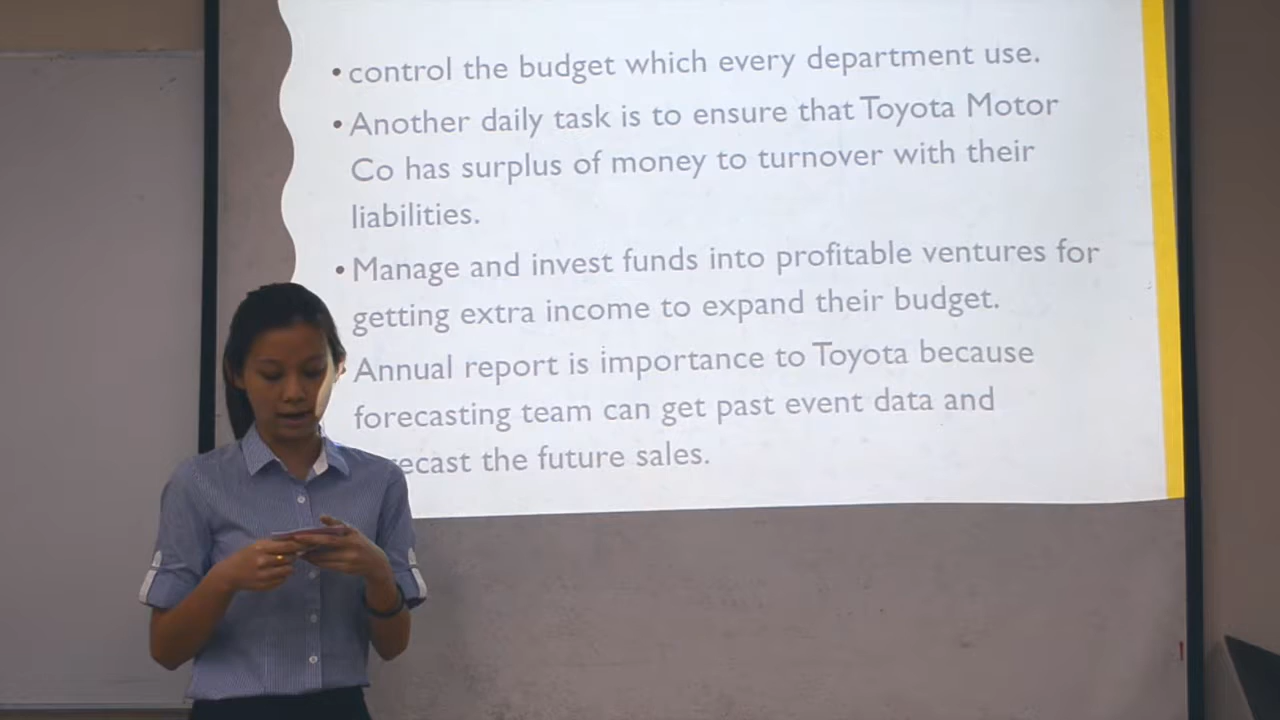 • control the budget which every department use.
• Another daily task is to ensure that Toyota Motor
Co has surplus of money to turnover with their
liabilities.
• Manage and invest funds into profitable ventures for
getting extra income to expand their budget.
Annual report is importance to Toyota because
forecasting team can get past event data and
the future sales.